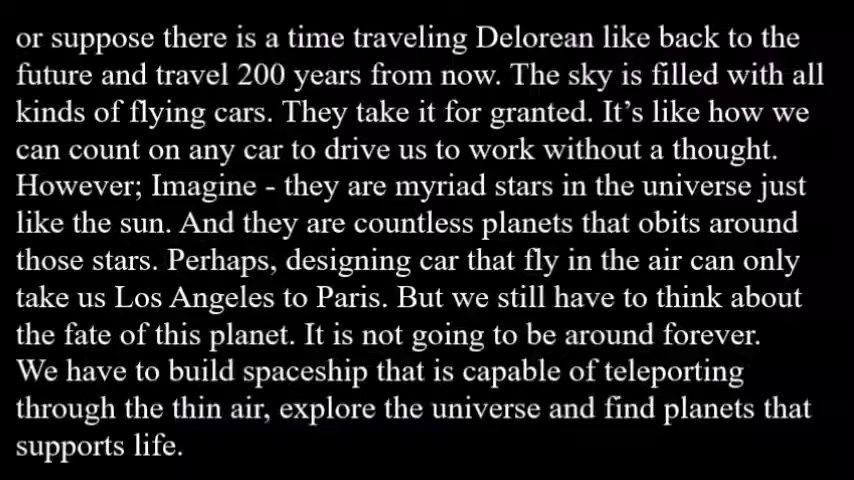 or suppose there is a time traveling Delorean like back to the
future and travel 200 years from now. The sky is filled with all
kinds of flying cars. They take it for granted. It’s like how we
can count on any car to drive us to work without a thought.
However; Imagine - they are myriad stars in the universe just
like the sun. And they are countless planets that obits around
those stars. Perhaps, designing car that fly in the air can only
take us Los Angeles to Paris. But we still have to think about
the fate of this planet. It is not going to be around forever.
We have to build spaceship that is capable of teleporting
through the thin air, explore the universe and find planets that
supports life.